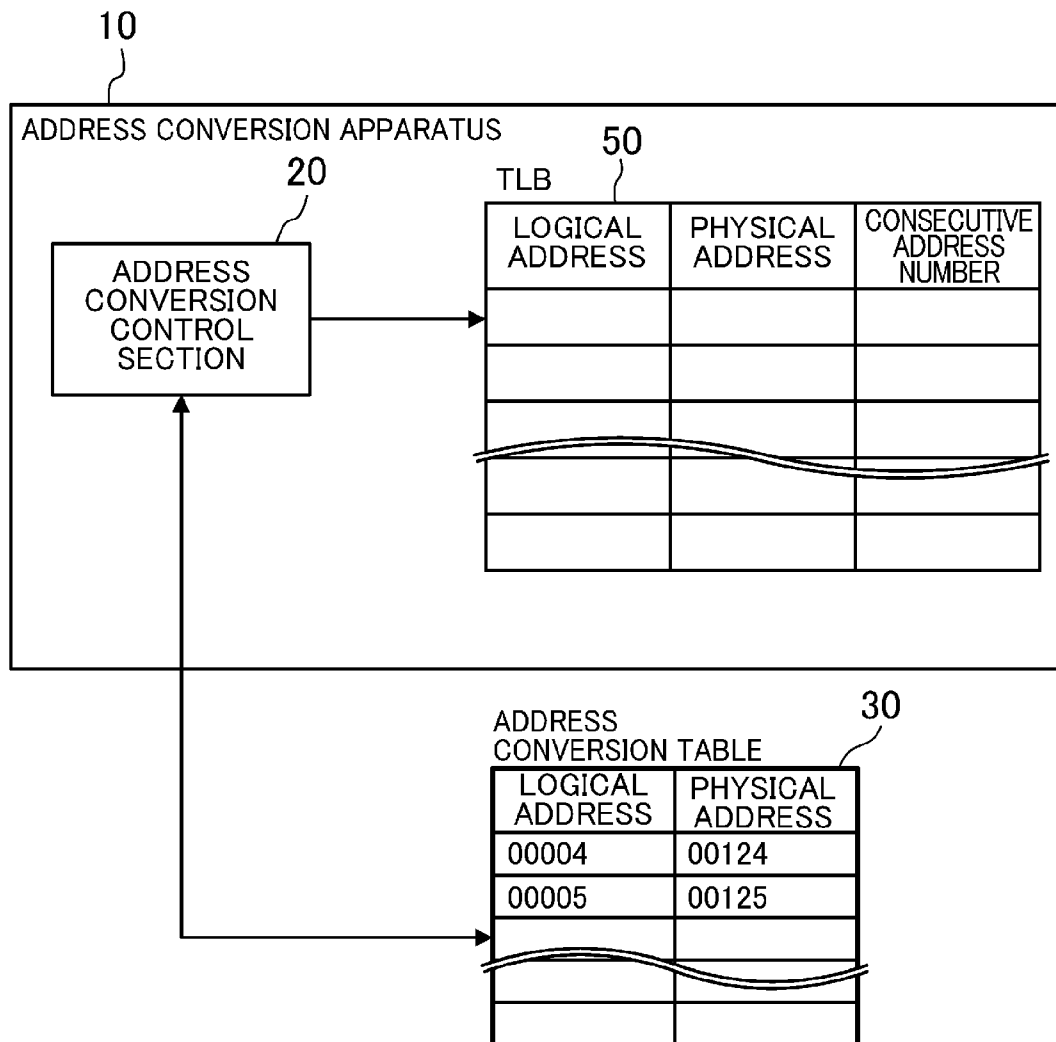 10
ADDRESS CONVERSION APPARATUS
20
50
TLB
LOGICAL
ADDRESS
PHYSICAL
ADDRESS
CONSECUTIVE
ADDRESS
NUMBER
ADDRESS
CONVERSION
CONTROL
SECTION
30
ADDRESS
CONVERSION TABLE
LOGICAL
ADDRESS
PHYSICAL
ADDRESS
00004 00124
00005 00125